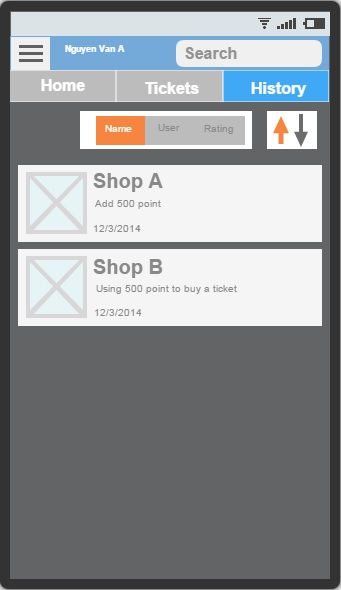 Nguyen Van A
Search
Home Tickets History
Name User Rating
Shop A
Add 500 point
12/3/2014
Shop B
Using 500 point to buy a ticket
12/3/2014